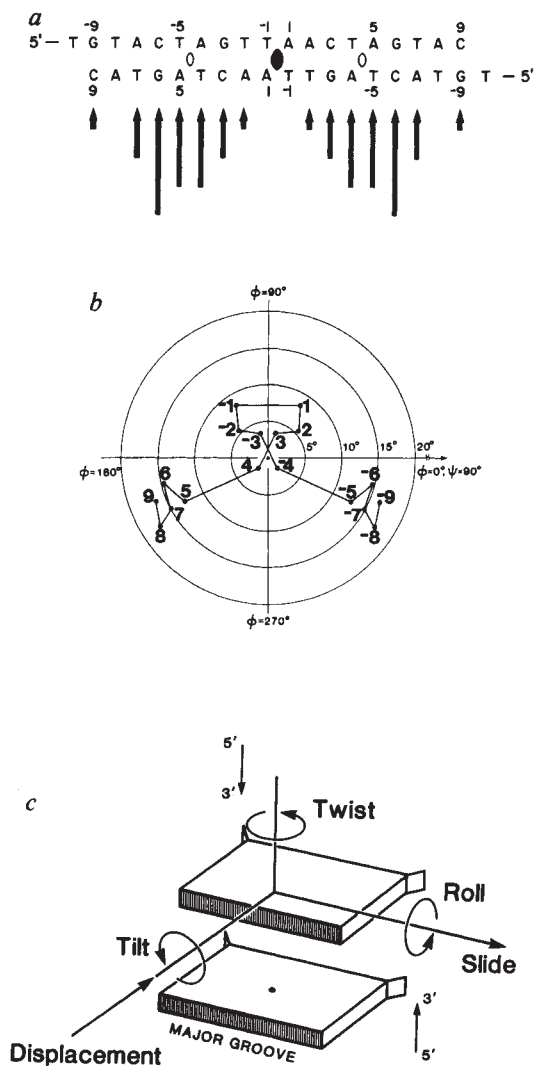 a
-9 -5 -1 1 5 9
5'–TGTACTAGTTAACTAGTAC
CATGATCAATTGATCATGT–5'
9 5 1 -1 -5 -9
b
φ=90°
-1 1
-2 2
-3 3
4 -4 5° 10° 15° 20°
φ=180° φ=0°, ψ=90°
6 -6
9 5 -5 -9
7 -7
8 -8
φ=270°
c
5'
3'
Twist
Roll
Tilt
Slide
3'
MAJOR GROOVE
5'
Displacement